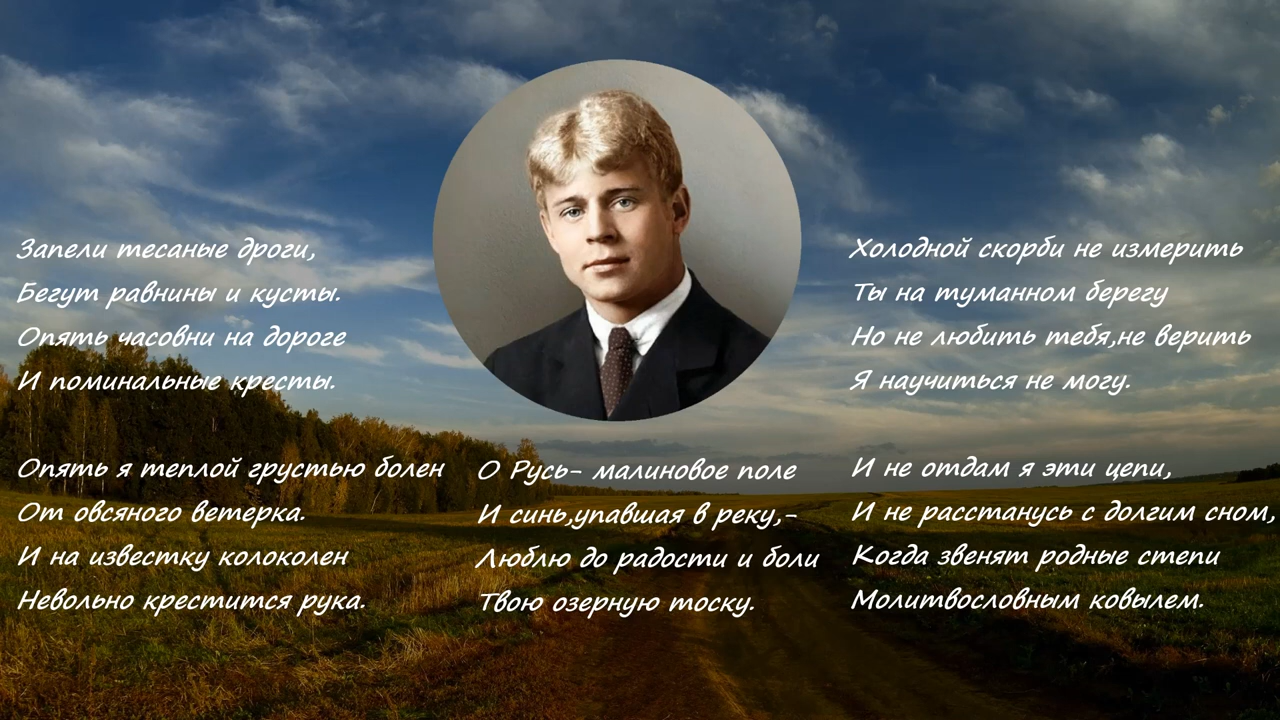 Запели тесаные дроги,
Бегут равнины и кусты.
Опять часовни на дороге
И поминальные кресты.
Опять я теплой грустью болен
От овсяного ветерка.
И на известку колоколен
Невольно крестится рука.
О Русь- малиновое поле
И синь,упавшая в реку,-
Люблю до радости и боли
Твою озерную тоску.
Холодной скорби не измерить
Ты на туманном берегу
Но не любить тебя,не верить
Я научиться не могу.
И не отдам я эти цепи,
И не расстанусь с долгим сном,
Когда звенят родные степи
Молитвословным ковылем.